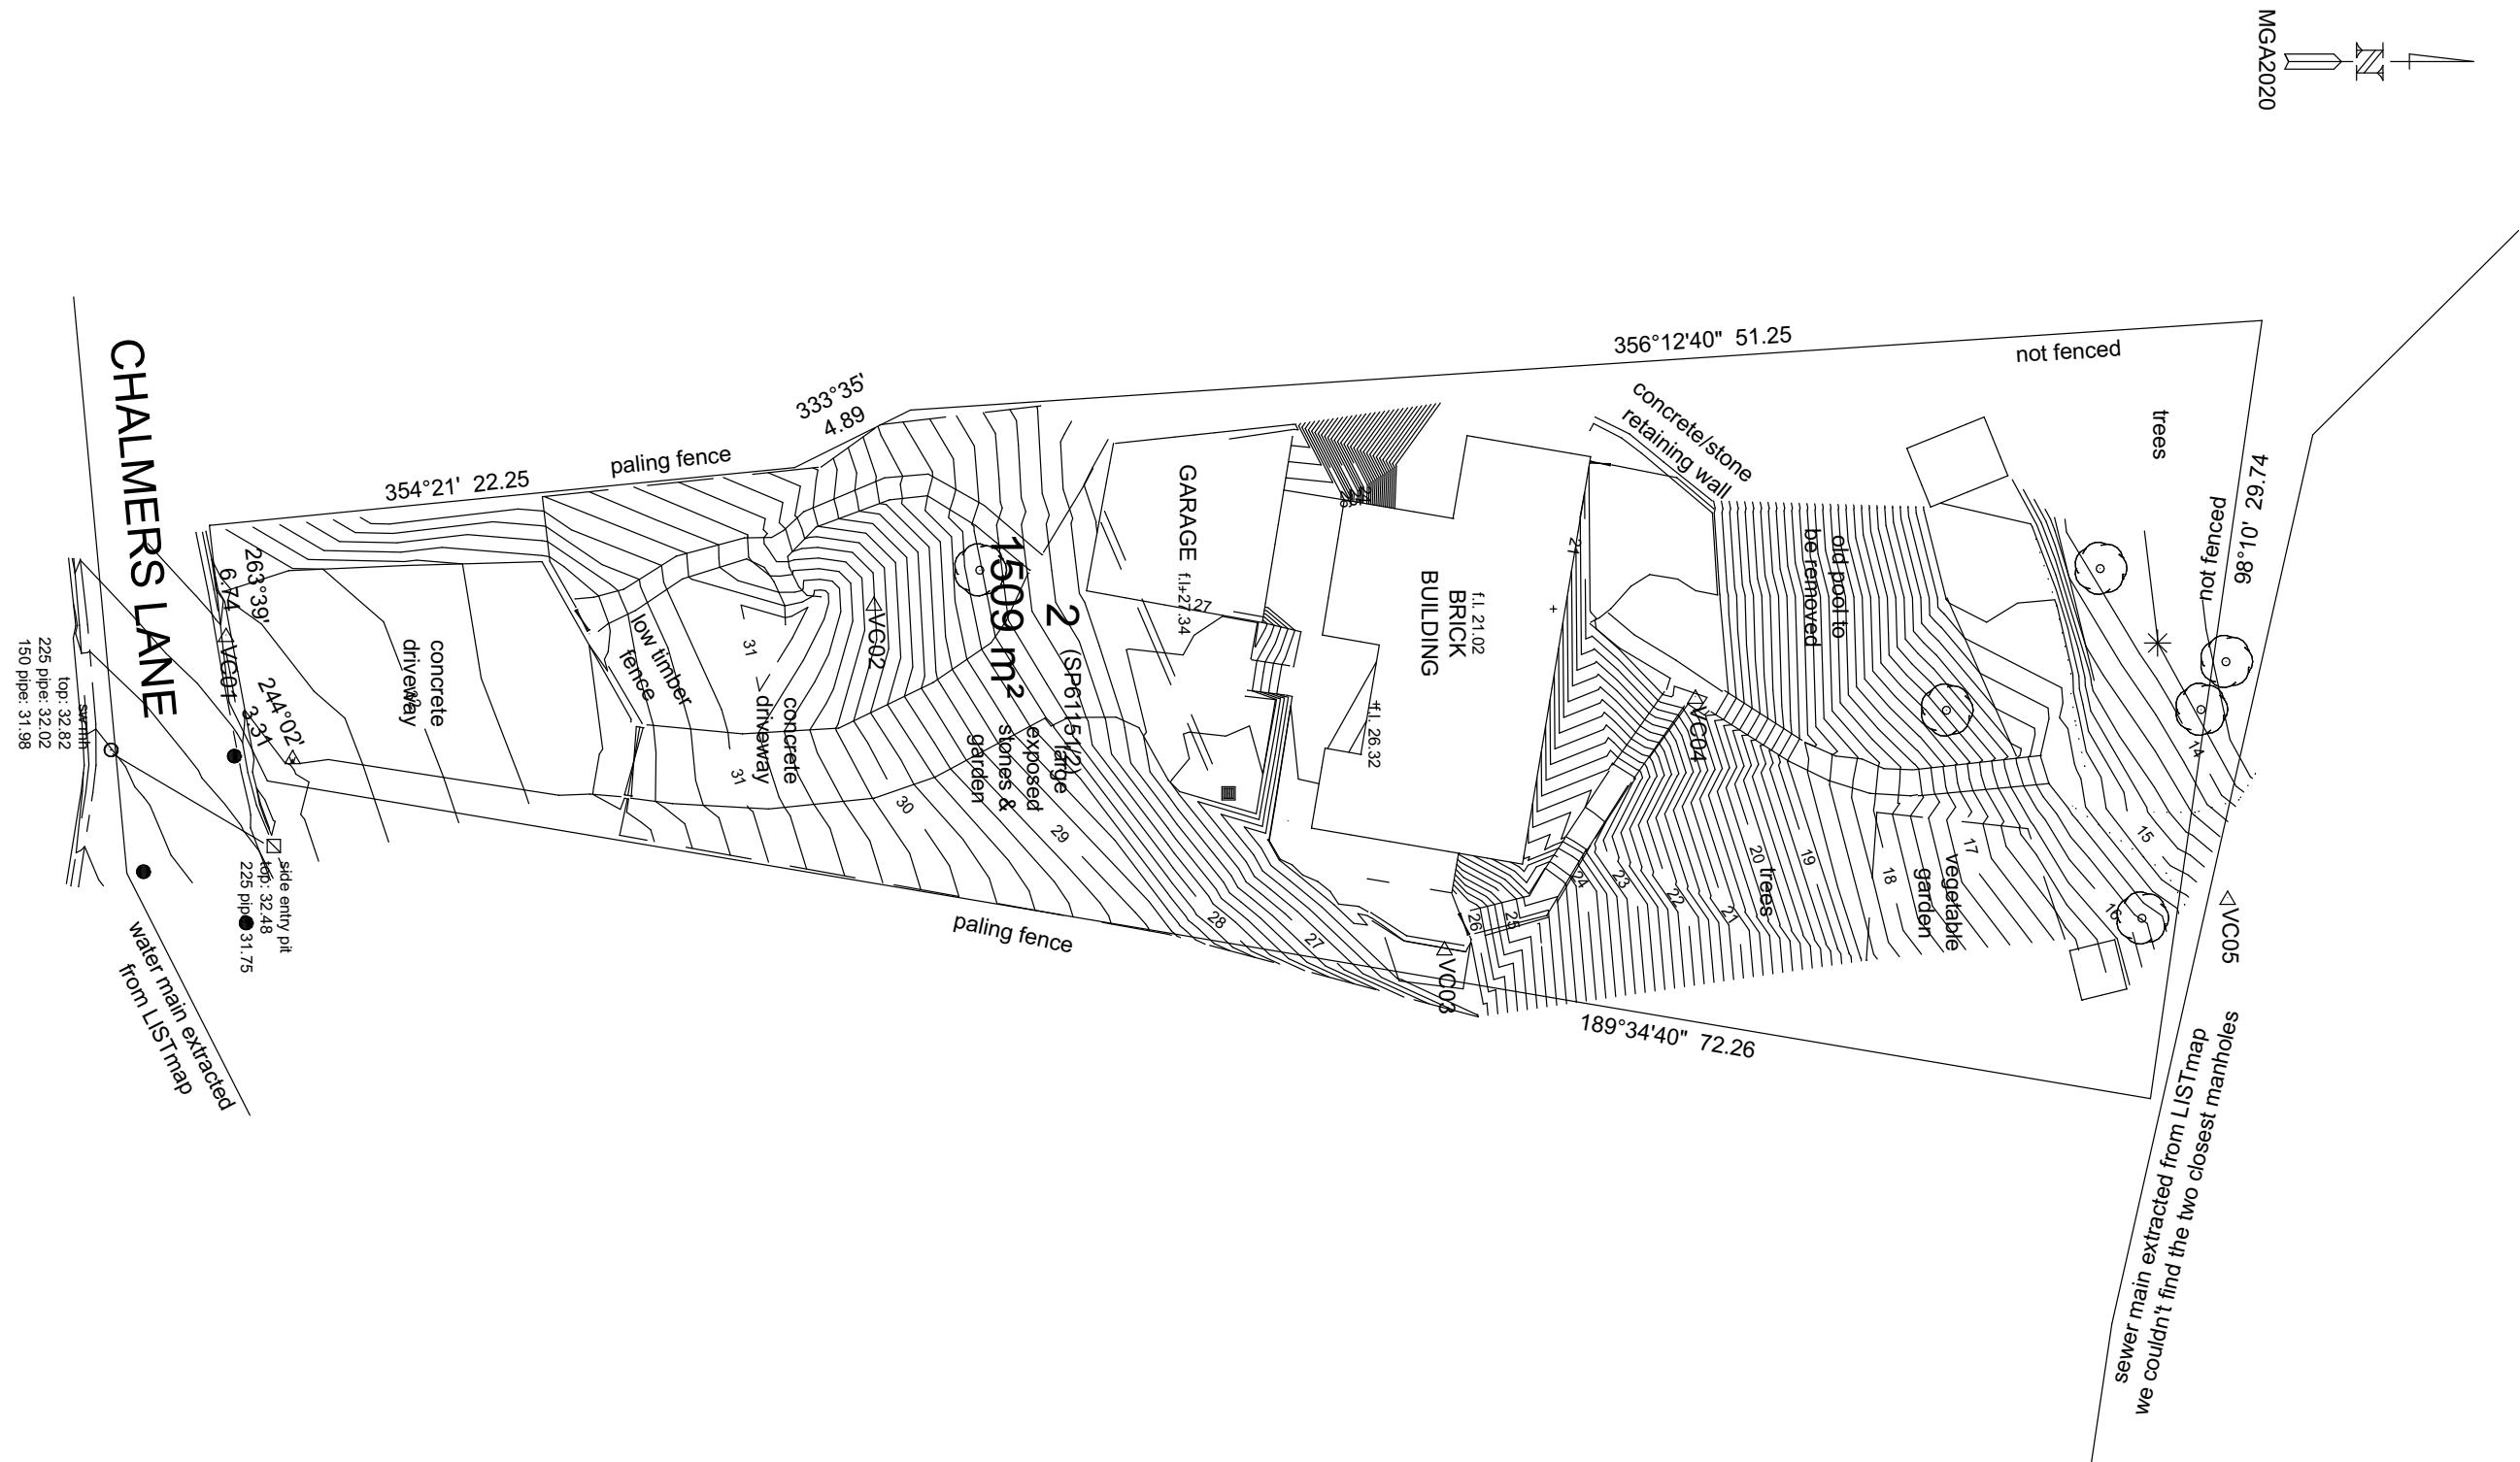 MGA2020
N
CHALMERS LANE
354°21' 22.25
paling fence
333°35'
4.89
356°12'40" 51.25
not fenced
concrete/stone
retaining wall
trees
not fenced
98°10' 29.74
263°39'
6.74
VC01
244°02'
3.31
concrete
driveway
low timber
fence
31
31
concrete
driveway
VC02
30
1509 m²
2
(SP61151/2)
large
exposed
stones &
garden
29
GARAGE
f.l. 27.34
27
28
27
f.l. 21.02
BRICK
BUILDING
f.l. 26.32
21
old pool to
be removed
VC04
26
25
24
23
22
21
20
trees
19
18
vegetable
garden
17
16
15
14
VC03
VC05
189°34'40" 72.26
paling fence
swmh
top: 32.82
225 pipe: 32.02
150 pipe: 31.98
side entry pit
top: 32.48
225 pipe: 31.75
water main extracted
from LISTmap
sewer main extracted from LISTmap
we couldn't find the two closest manholes